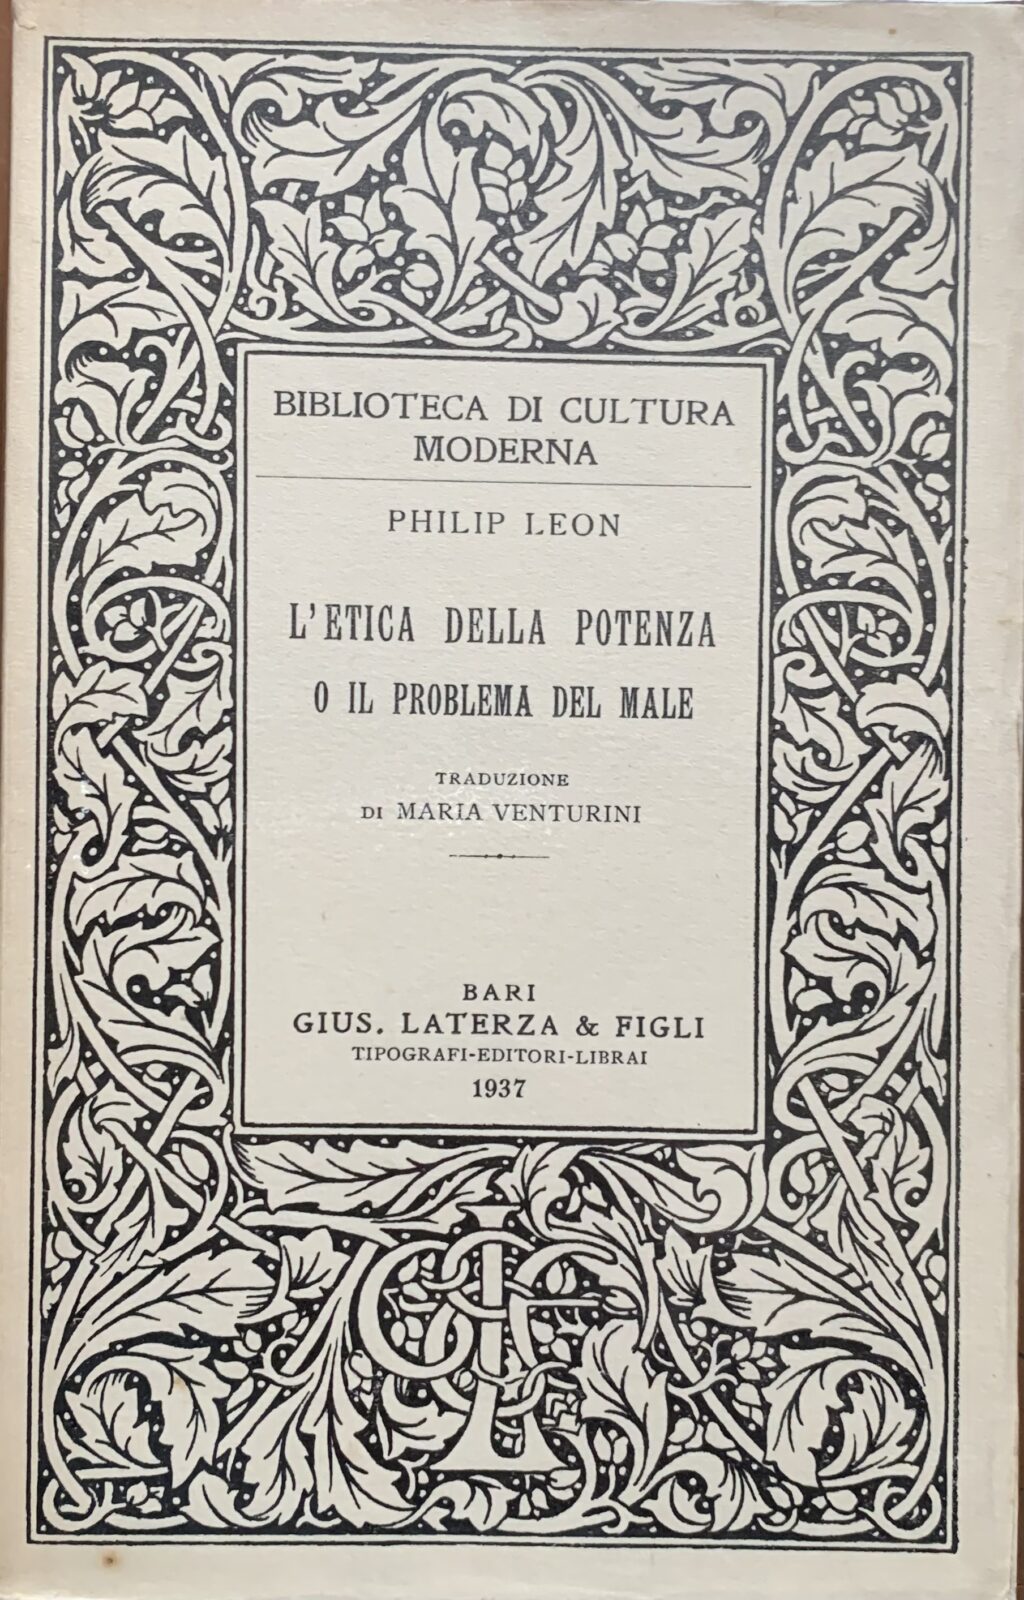 BIBLIOTECA DI CULTURA
MODERNA
PHILIP LEON
L'ETICA DELLA POTENZA
O IL PROBLEMA DEL MALE
TRADUZIONE
DI MARIA VENTURINI
BARI
GIUS. LATERZA & FIGLI
TIPOGRAFI-EDITORI-LIBRAI
1937